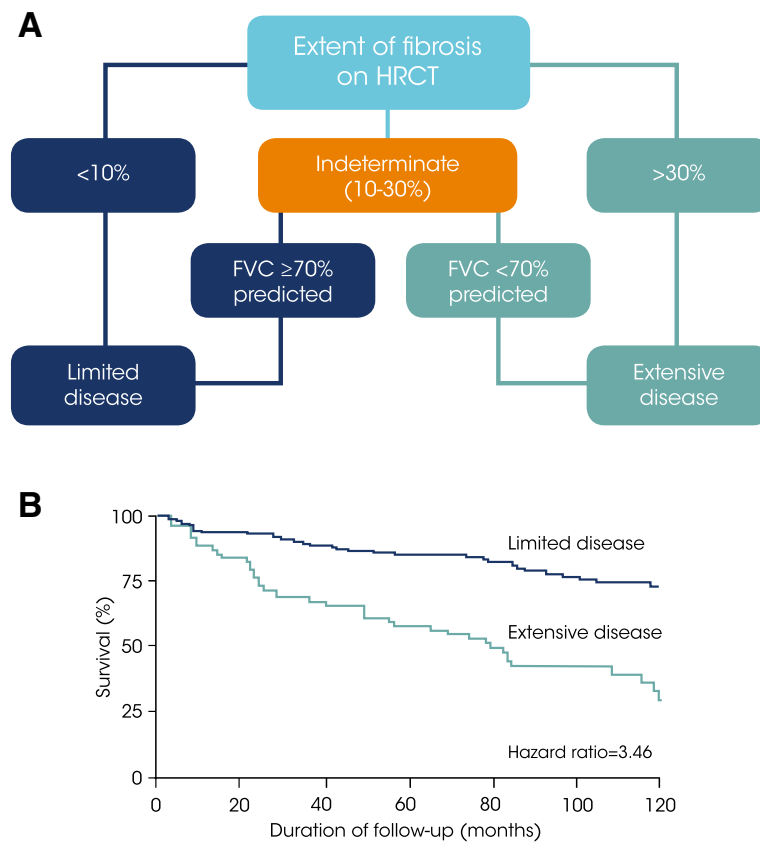 A
Extent of fibrosis
on HRCT
<10%
Indeterminate
(10-30%)
>30%
FVC ≥70%
predicted
FVC <70%
predicted
Limited
disease
Extensive
disease
B
100
75
50
25
0
Survival (%)
Limited disease
Extensive disease
Hazard ratio=3.46
0
20
40
60
80
100
120
Duration of follow-up (months)